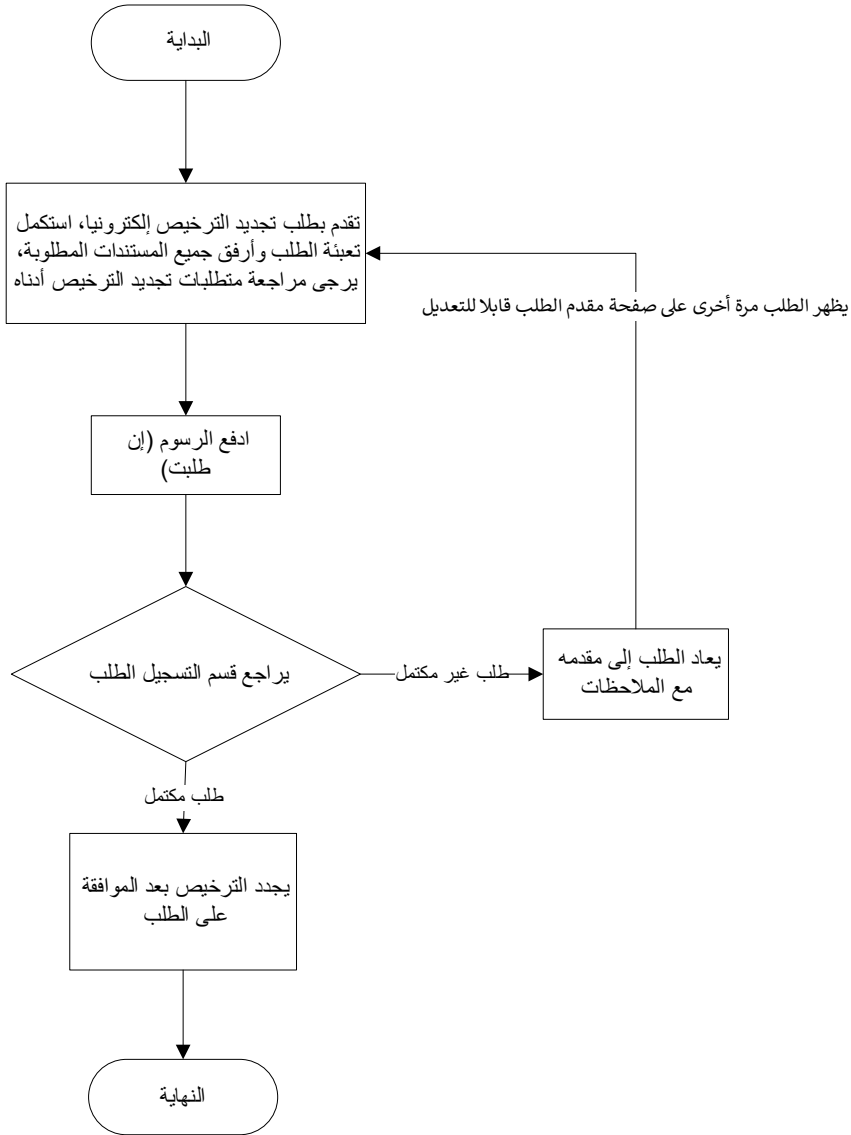 البداية
تقدم بطلب تجديد الترخيص إلكترونيا، استكمل
تعبئة الطلب وأرفق جميع المستندات المطلوبة،
يرجى مراجعة متطلبات تجديد الترخيص أدناه
يظهر الطلب مرة أخرى على صفحة مقدم الطلب قابلا للتعديل
ادفع الرسوم (إن
طلبت)
يراجع قسم التسجيل الطلب
طلب غير مكتمل
يعاد الطلب إلى مقدمه
مع الملاحظات
طلب مكتمل
يجدد الترخيص بعد الموافقة
على الطلب
النهاية